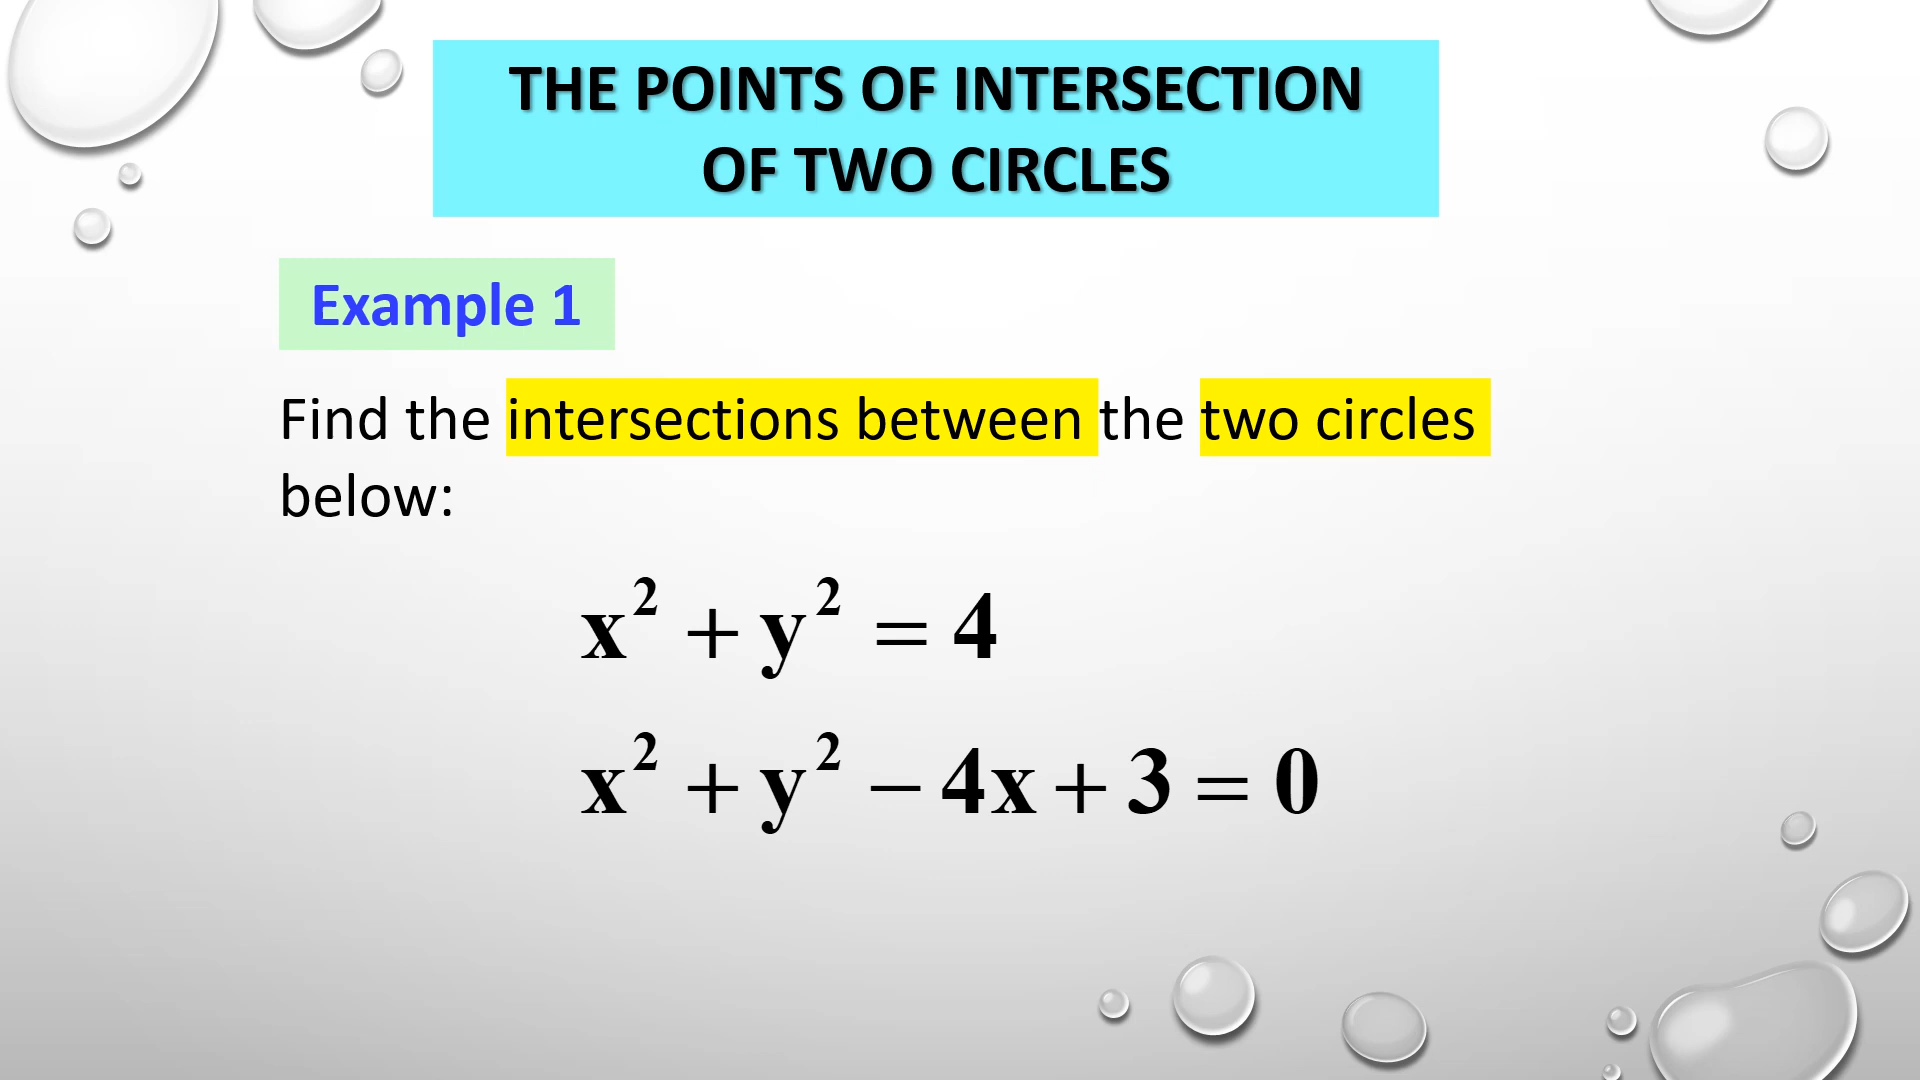 THE POINTS OF INTERSECTION
OF TWO CIRCLES
Example 1
Find the intersections between the two circles
below:
x² + y² = 4
x² + y² − 4x + 3 = 0